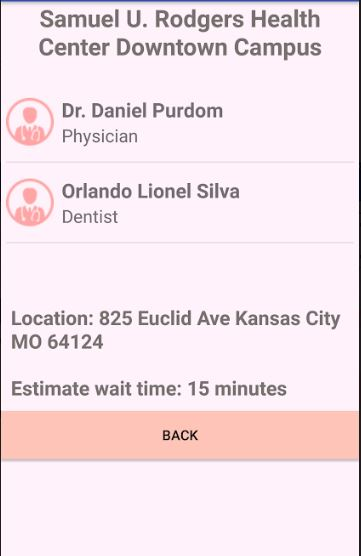 Samuel U. Rodgers Health
Center Downtown Campus
Dr. Daniel Purdom
Physician
Orlando Lionel Silva
Dentist
Location: 825 Euclid Ave Kansas City
MO 64124
Estimate wait time: 15 minutes
BACK